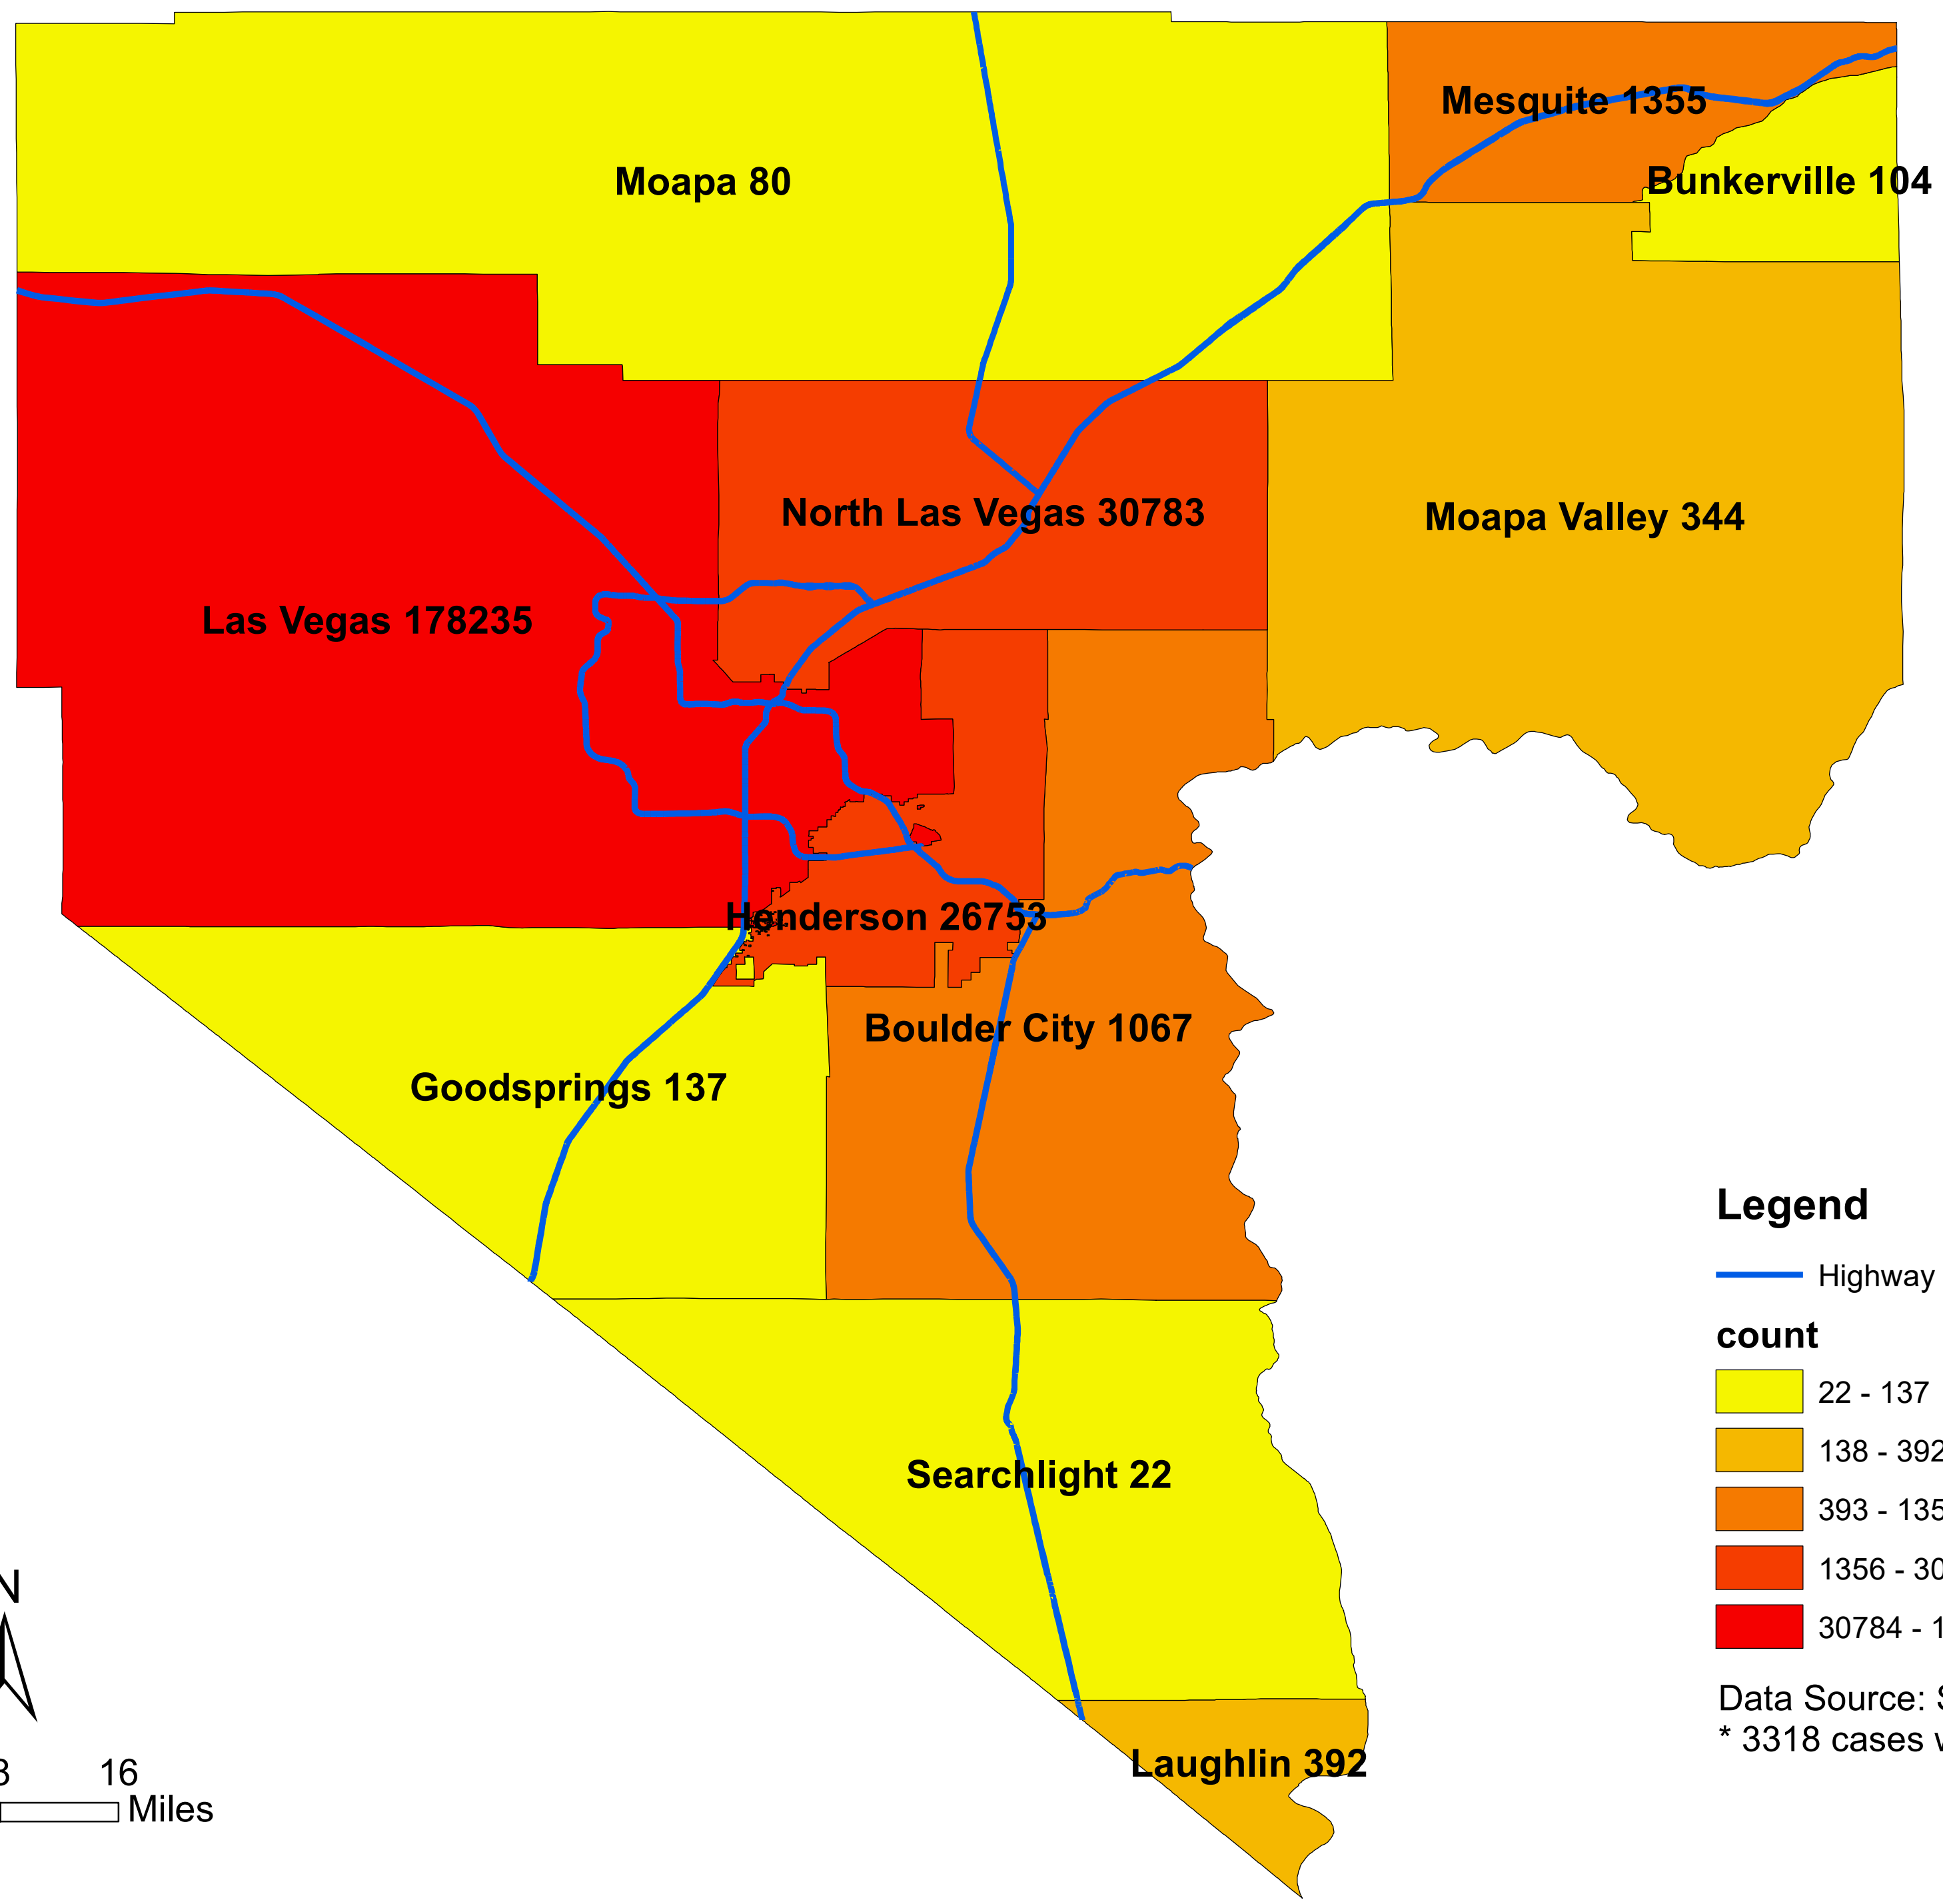 Mesquite 1355
Moapa 80
Bunkerville 104
North Las Vegas 30783
Moapa Valley 344
Las Vegas 178235
Henderson 26753
Boulder City 1067
Goodsprings 137
Legend
Highway
count
22 - 137
138 - 392
393 - 135
1356 - 30
30784 - 1
Searchlight 22
N
Data Source:
* 3318 cases
Laughlin 392
16
Miles